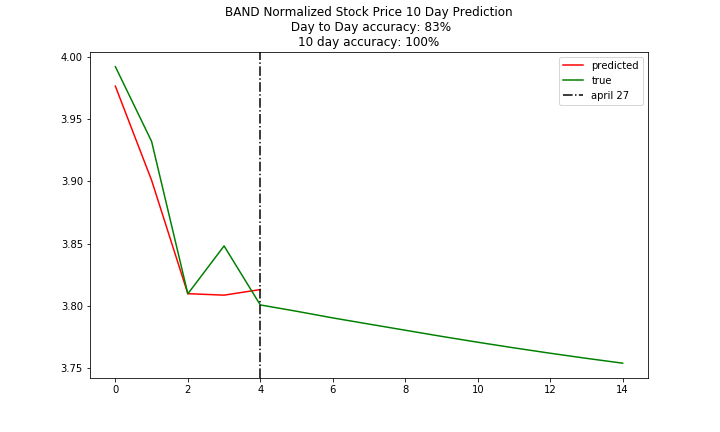 BAND Normalized Stock Price 10 Day Prediction
Day to Day accuracy: 83%
10 day accuracy: 100%
4.00
3.95
3.90
3.85
3.80
3.75
predicted
true
april 27
0 2 4 6 8 10 12 14